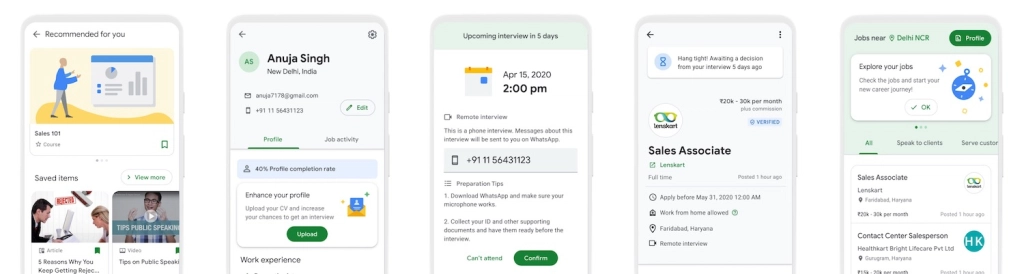 Recommended for you
Sales 101
Course
Saved items
View more
REJECTED
TIPS PUBLIC SPEAKING
Article
Video
5 Reasons Why You
Keep Getting Rejec...
Tips on Public Speaki
AS
Anuja Singh
New Delhi, India
anuja7178@gmail.com
+91 11 56431123
Edit
Profile
Job activity
40% Profile completion rate
Enhance your profile
Upload your CV and increase
your chances to get an interview
Upload
Work experience
Upcoming interview in 5 days
Apr 15, 2020
2:00 pm
Remote interview
This is a phone interview. Messages about this
interview will be sent to you on WhatsApp.
+91 11 56431123
Preparation Tips
1. Download WhatsApp and make sure your
microphone works.
2. Collect your ID and other supporting
documents and have them ready before the
interview.
Can't attend
Confirm
Hang tight! Awaiting a decision
from your interview 5 days ago
lenskart
₹20k - 30k per month
plus commission
VERIFIED
Sales Associate
Lenskart
Full time
Posted 1 hour ago
Apply before May 31, 2020 12:00 AM
Work from home allowed
Faridabad, Haryana
Remote interview
Jobs near
Delhi NCR
Profile
Explore your jobs
Check the jobs and start your
new career journey!
OK
All
Speak to clients
Serve custor
Sales Associate
Lenskart
Faridabad, Haryana
₹20k - 30k per month
Posted 1 hour ago
Contact Center Salesperson
Healthkart Bright Lifecare Pvt Ltd
HK
Gurugram, Haryana